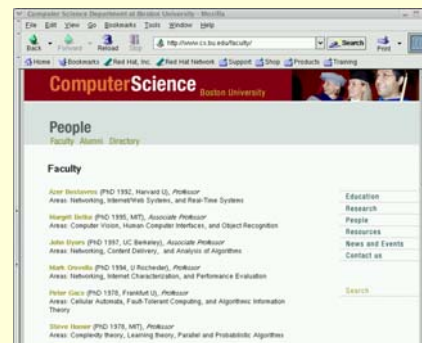 Computer Science Department at Boston University - Mozilla
File Edit View Go Bookmarks Tools Window Help
Back Forward Reload Stop http://www.cs.bu.edu/faculty/ Search Print
Home Bookmarks Red Hat, Inc. Red Hat Network Support Shop Products Training
ComputerScience Boston University
People
Faculty Alumni Directory
Faculty
Azer Bestavros (PhD 1992, Harvard U), Professor
Areas: Networking, Internet/Web Systems, and Real-Time Systems
Margrit Betke (PhD 1995, MIT), Associate Professor
Areas: Computer Vision, Human Computer Interfaces, and Object Recognition
John Byers (PhD 1997, UC Berkeley), Associate Professor
Areas: Networking, Content Delivery, and Analysis of Algorithms
Mark Crovella (PhD 1994, U Rochester), Professor
Areas: Networking, Internet Characterization, and Performance Evaluation
Peter Gacs (PhD 1978, Frankfurt U), Professor
Areas: Cellular Automata, Fault-Tolerant Computing, and Algorithmic Information
Theory
Steve Homer (PhD 1978, MIT), Professor
Areas: Complexity theory, Learning theory, Parallel and Probabilistic Algorithms
Education
Research
People
Resources
News and Events
Contact us
Search